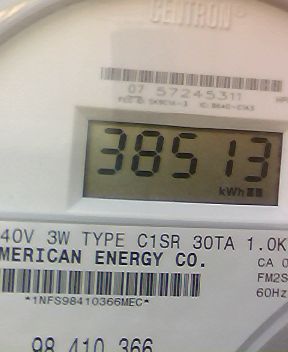 CENTRON®
07 57245311
38513
kWh
40V 3W TYPE C1SR 30TA 1.0K
MERICAN ENERGY CO.
CA 0
FM2S
60Hz
*1NFS98410366MEC*
98 410 366